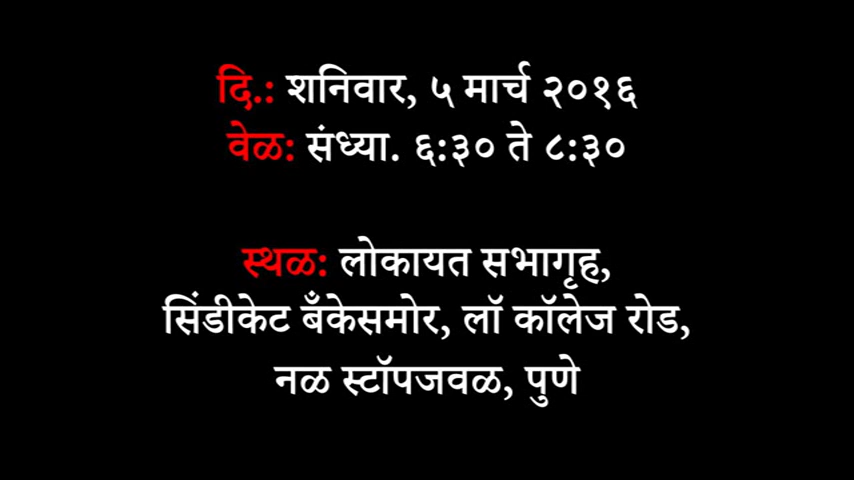 दि.: शनिवार, ५ मार्च २०१६
वेळ: संध्या. ६:३० ते ८:३०
स्थळ: लोकायत सभागृह,
सिंडीकेट बँकेसमोर, लॉ कॉलेज रोड,
नळ स्टॉपजवळ, पुणे